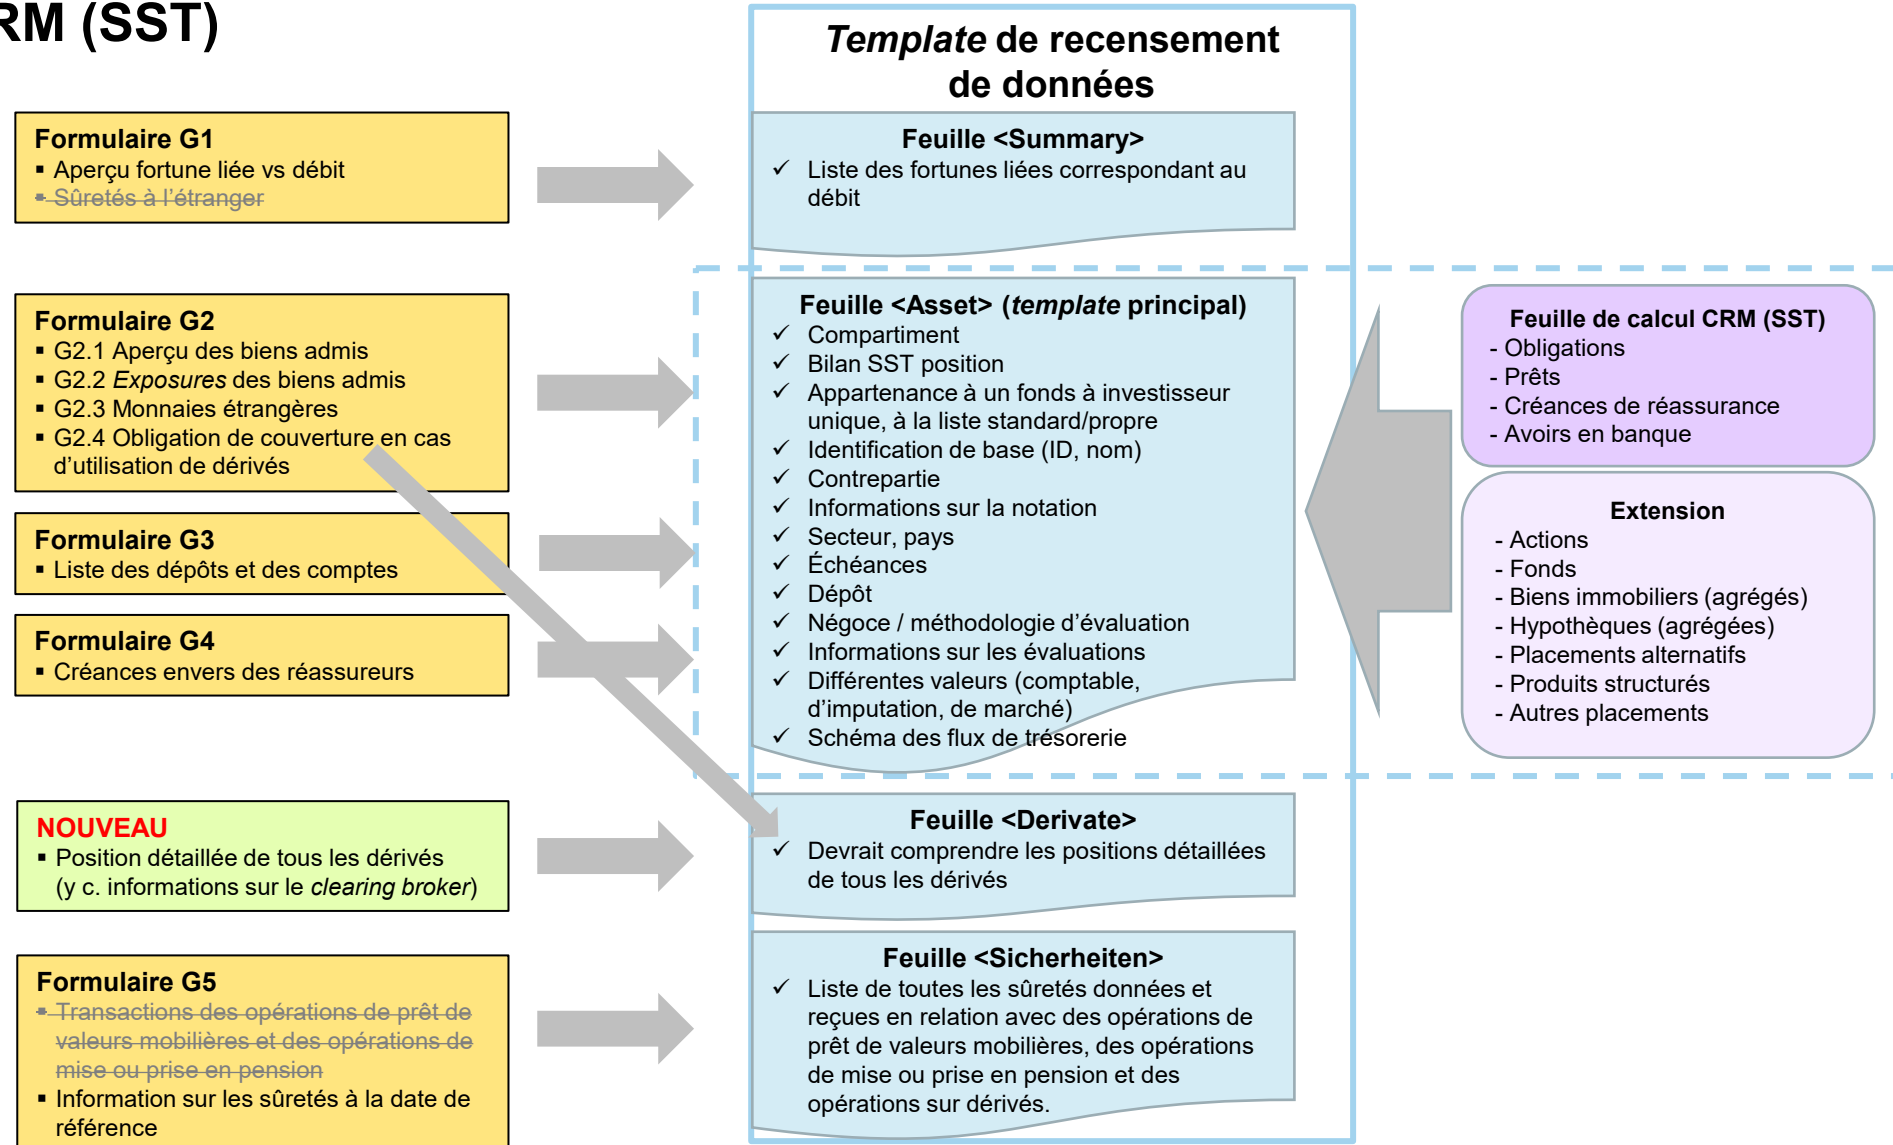 RM (SST)
Template de recensement
de données
Formulaire G1
▪ Aperçu fortune liée vs débit
▪ Sûretés à l'étranger
Feuille <Summary>
✓ Liste des fortunes liées correspondant au
débit
Formulaire G2
▪ G2.1 Aperçu des biens admis
▪ G2.2 Exposures des biens admis
▪ G2.3 Monnaies étrangères
▪ G2.4 Obligation de couverture en cas
d'utilisation de dérivés
Formulaire G3
▪ Liste des dépôts et des comptes
Formulaire G4
▪ Créances envers des réassureurs
Feuille <Asset> (template principal)
✓ Compartiment
✓ Bilan SST position
✓ Appartenance à un fonds à investisseur
unique, à la liste standard/propre
✓ Identification de base (ID, nom)
✓ Contrepartie
✓ Informations sur la notation
✓ Secteur, pays
✓ Échéances
✓ Dépôt
✓ Négoce / méthodologie d'évaluation
✓ Informations sur les évaluations
✓ Différentes valeurs (comptable,
d'imputation, de marché)
✓ Schéma des flux de trésorerie
Feuille de calcul CRM (SST)
- Obligations
- Prêts
- Créances de réassurance
- Avoirs en banque
Extension
- Actions
- Fonds
- Biens immobiliers (agrégés)
- Hypothèques (agrégées)
- Placements alternatifs
- Produits structurés
- Autres placements
NOUVEAU
▪ Position détaillée de tous les dérivés
(y c. informations sur le clearing broker)
Feuille <Derivate>
✓ Devrait comprendre les positions détaillées
de tous les dérivés
Formulaire G5
▪ Transactions des opérations de prêt de
valeurs mobilières et des opérations de
mise ou prise en pension
▪ Information sur les sûretés à la date de
référence
Feuille <Sicherheiten>
✓ Liste de toutes les sûretés données et
reçues en relation avec des opérations de
prêt de valeurs mobilières, des opérations
de mise ou prise en pension et des
opérations sur dérivés.